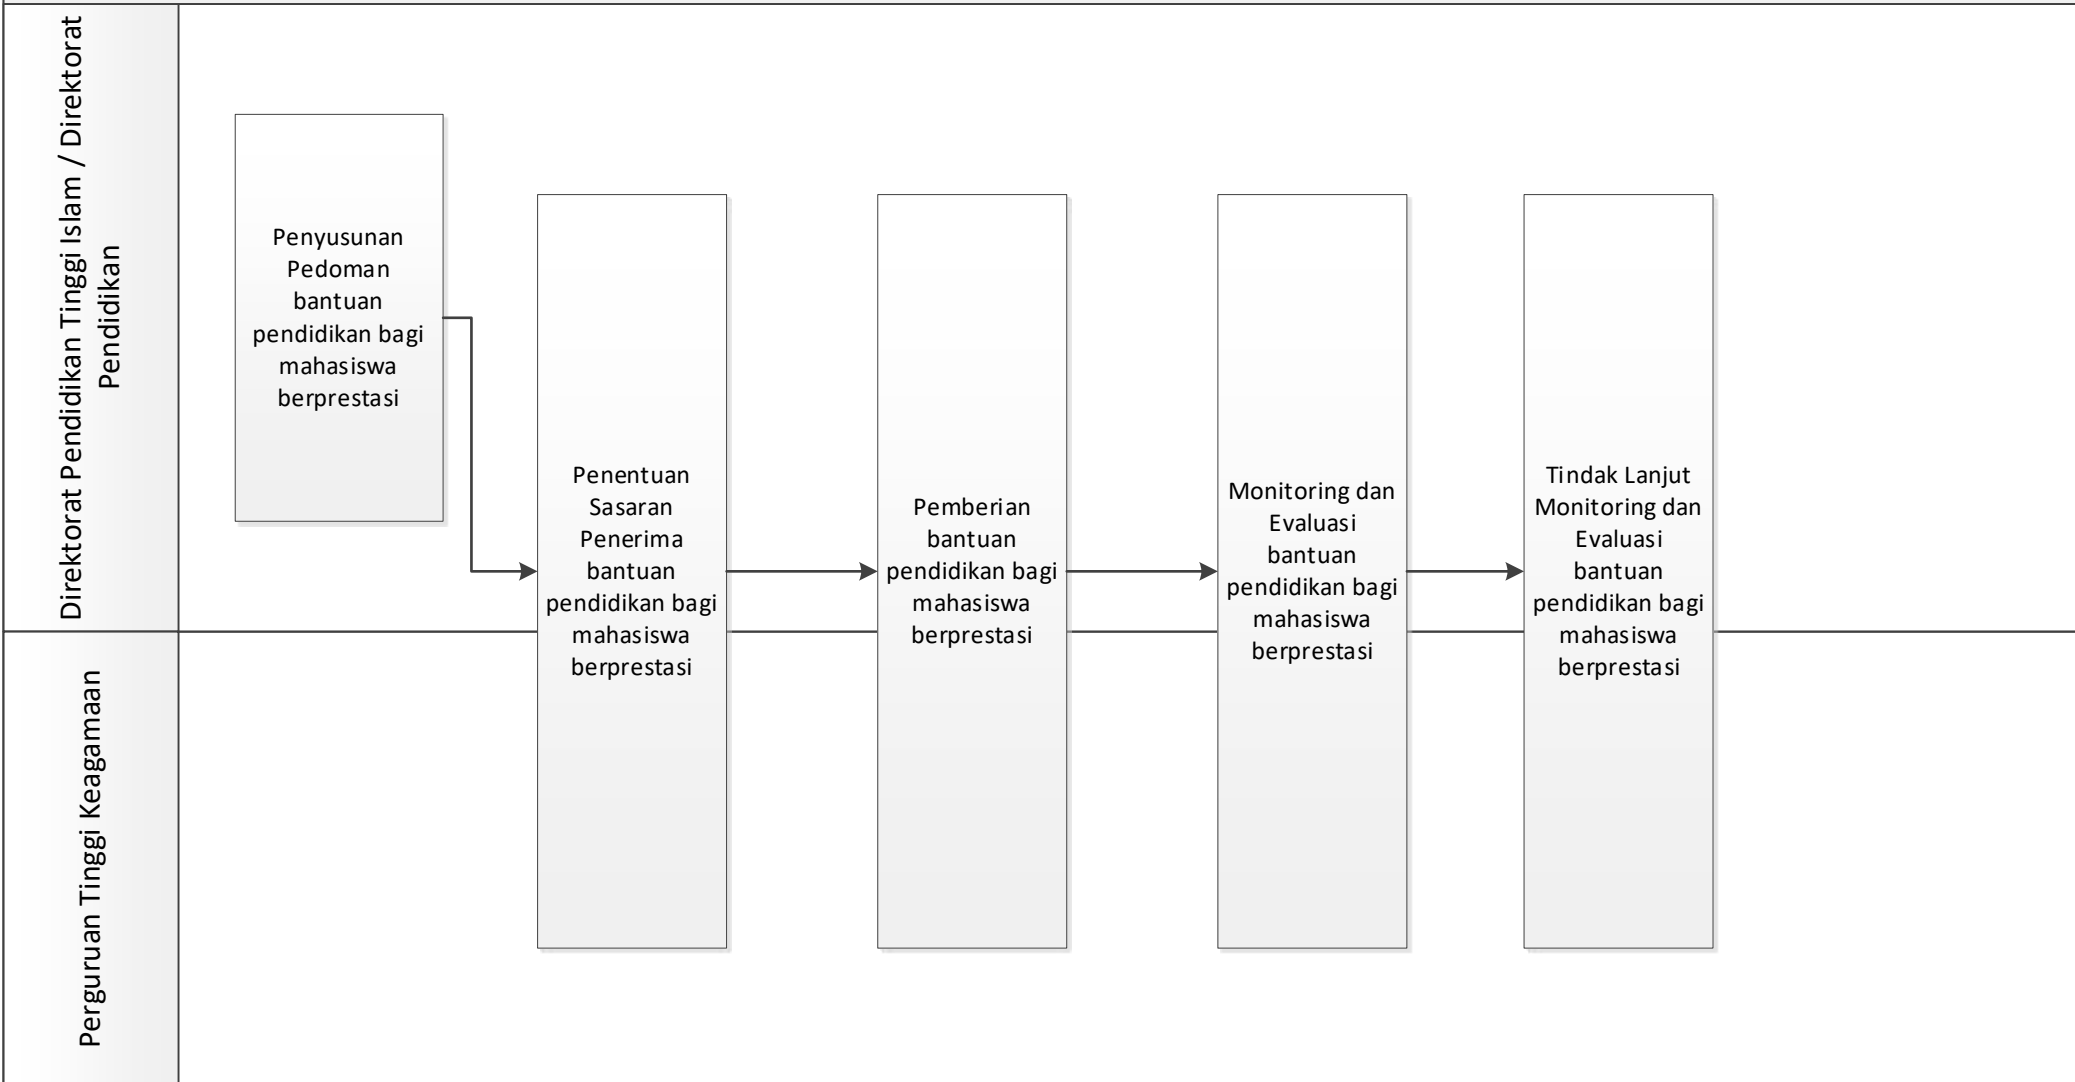 Direktorat Pendidikan Tinggi Islam / Direktorat
Pendidikan
Penyusunan
Pedoman
bantuan
pendidikan bagi
mahasiswa
berprestasi
Penentuan
Sasaran
Penerima
bantuan
pendidikan bagi
mahasiswa
berprestasi
Pemberian
bantuan
pendidikan bagi
mahasiswa
berprestasi
Monitoring dan
Evaluasi
bantuan
pendidikan bagi
mahasiswa
berprestasi
Tindak Lanjut
Monitoring dan
Evaluasi
bantuan
pendidikan bagi
mahasiswa
berprestasi
Perguruan Tinggi Keagamaan